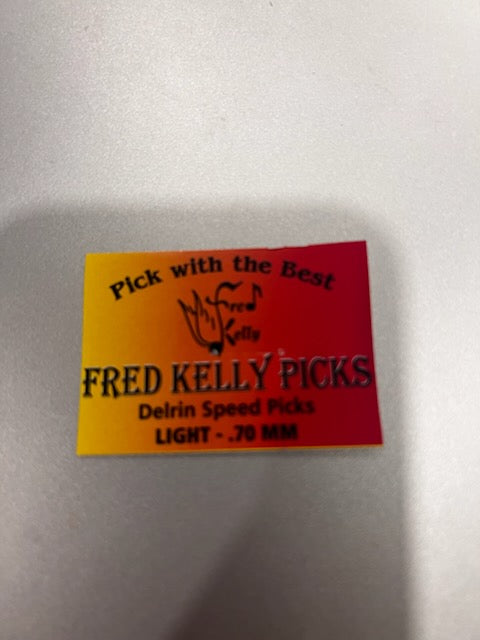 Pick with the Best
Fred
Kelly
FRED KELLY PICKS
Delrin Speed Picks
LIGHT - .70 MM